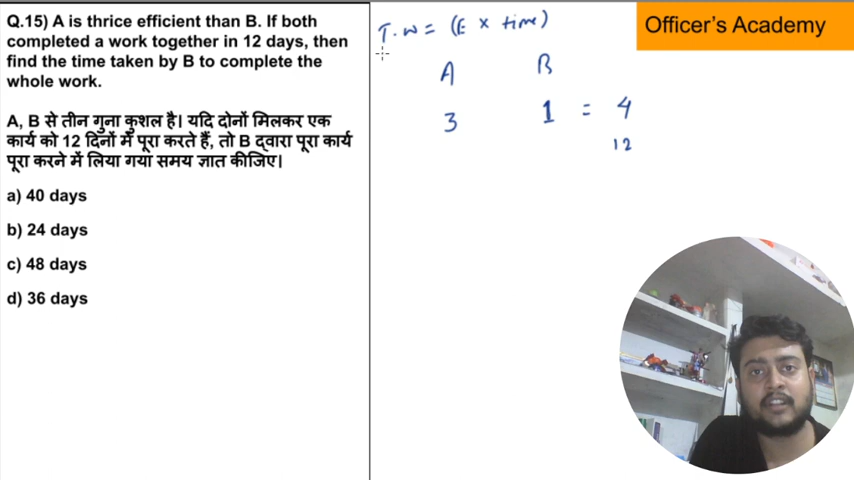 Q.15) A is thrice efficient than B. If both
completed a work together in 12 days, then
find the time taken by B to complete the
whole work.
A, B से तीन गुना कुशल है। यदि दोनों मिलकर एक
कार्य को 12 दिनों में पूरा करते हैं, तो B द्वारा पूरा कार्य
पूरा करने में लिया गया समय ज्ञात कीजिए।
a) 40 days
b) 24 days
c) 48 days
d) 36 days
T.W = (E × time)
A B
3 1 = 4
12
Officer's Academy